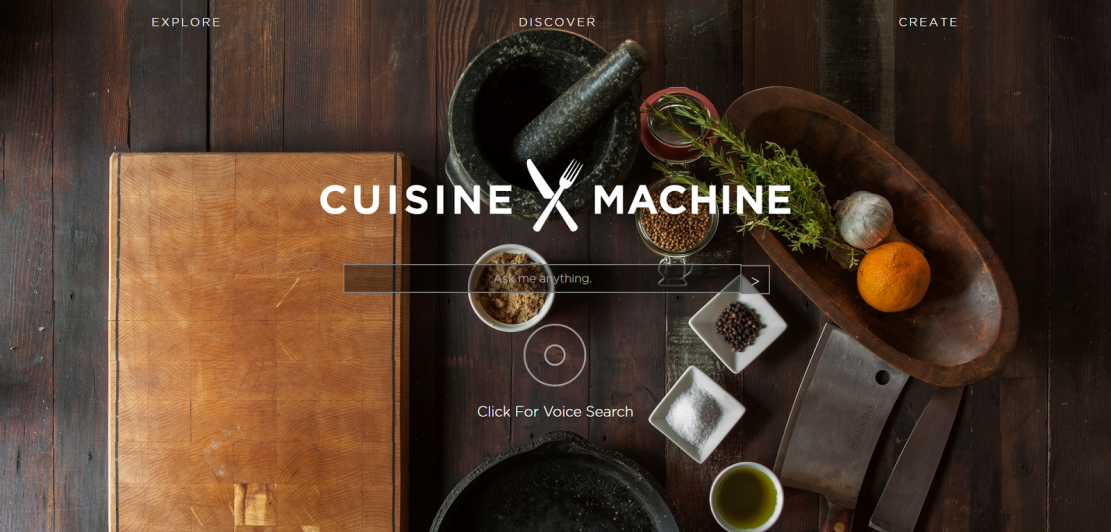 EXPLORE
DISCOVER
CREATE
CUISINE MACHINE
Ask me anything.
>
Click For Voice Search